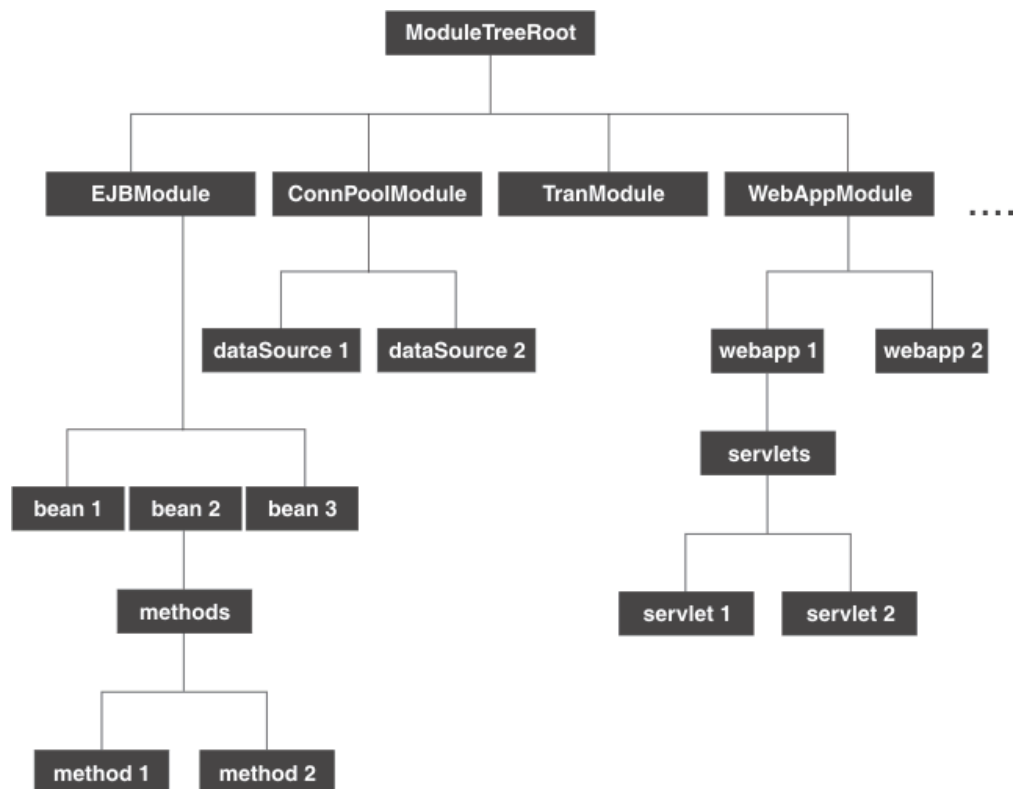 ModuleTreeRoot
EJBModule
ConnPoolModule
TranModule
WebAppModule
....
dataSource 1
dataSource 2
webapp 1
webapp 2
servlets
bean 1
bean 2
bean 3
methods
servlet 1
servlet 2
method 1
method 2